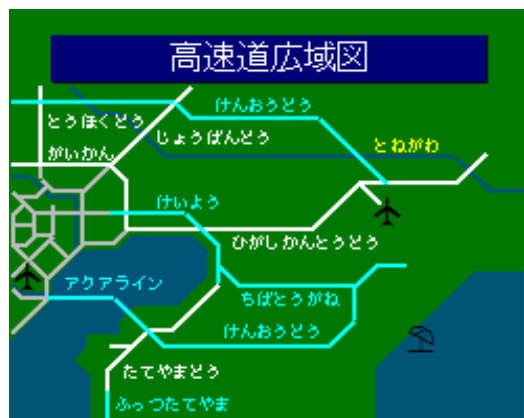 高速道広域図
けんおうどう
とうほくどう
じょうばんどう
とねがわ
がいかん
けいよう
ひがしかんとうどう
アクアライン
ちばとうがね
けんおうどう
たてやまどう
ふっつたてやま